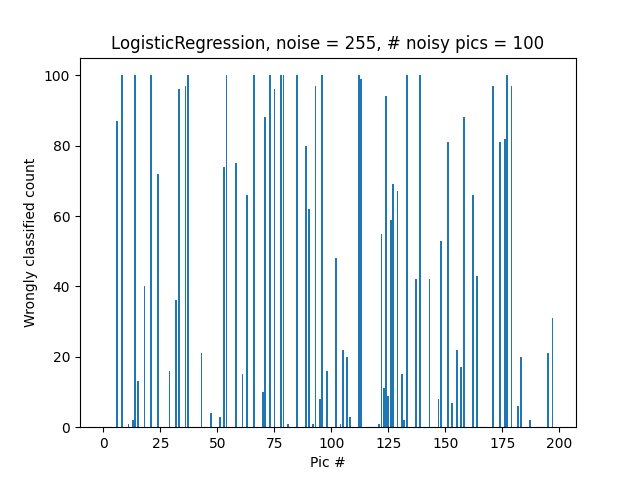 LogisticRegression, noise = 255, # noisy pics = 100
100
80
60
40
20
0
Wrongly classified count
0 25 50 75 100 125 150 175 200
Pic #